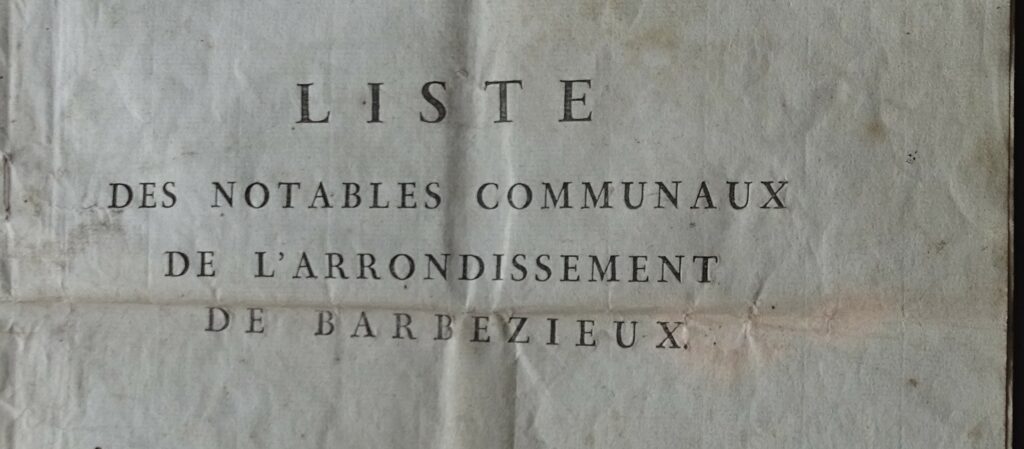 LISTE
DES NOTABLES COMMUNAUX
DE L'ARRONDISSEMENT
DE BARBEZIEUX.